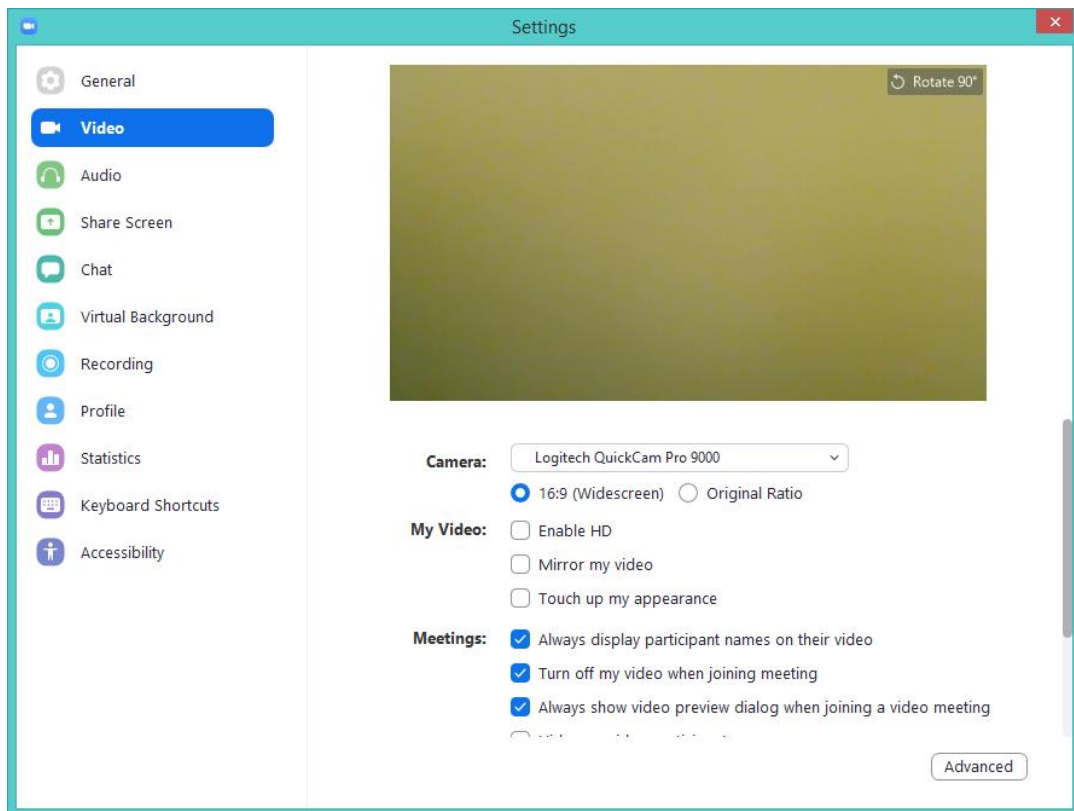 Settings
General
Video
Audio
Share Screen
Chat
Virtual Background
Recording
Profile
Statistics
Keyboard Shortcuts
Accessibility
Rotate 90°
Camera: Logitech QuickCam Pro 9000
16:9 (Widescreen) Original Ratio
My Video: Enable HD
Mirror my video
Touch up my appearance
Meetings: Always display participant names on their video
Turn off my video when joining meeting
Always show video preview dialog when joining a video meeting
Advanced